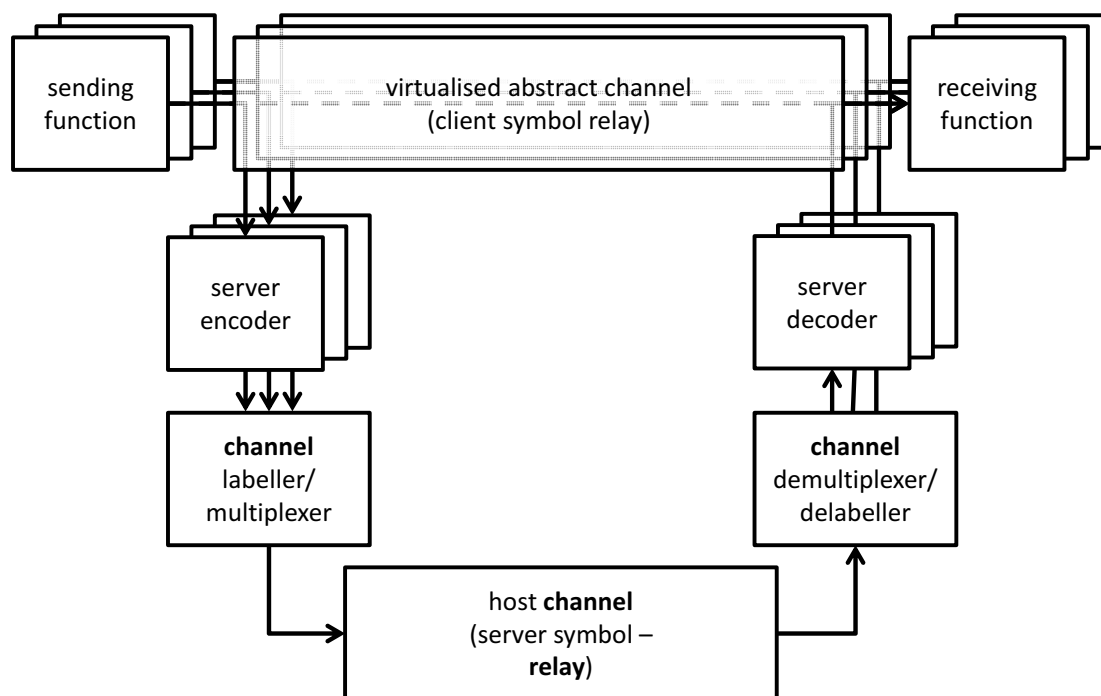 sending
function
virtualised abstract channel
(client symbol relay)
receiving
function
server
encoder
server
decoder
channel
labeller/
multiplexer
channel
demultiplexer/
delabeller
host channel
(server symbol –
relay)